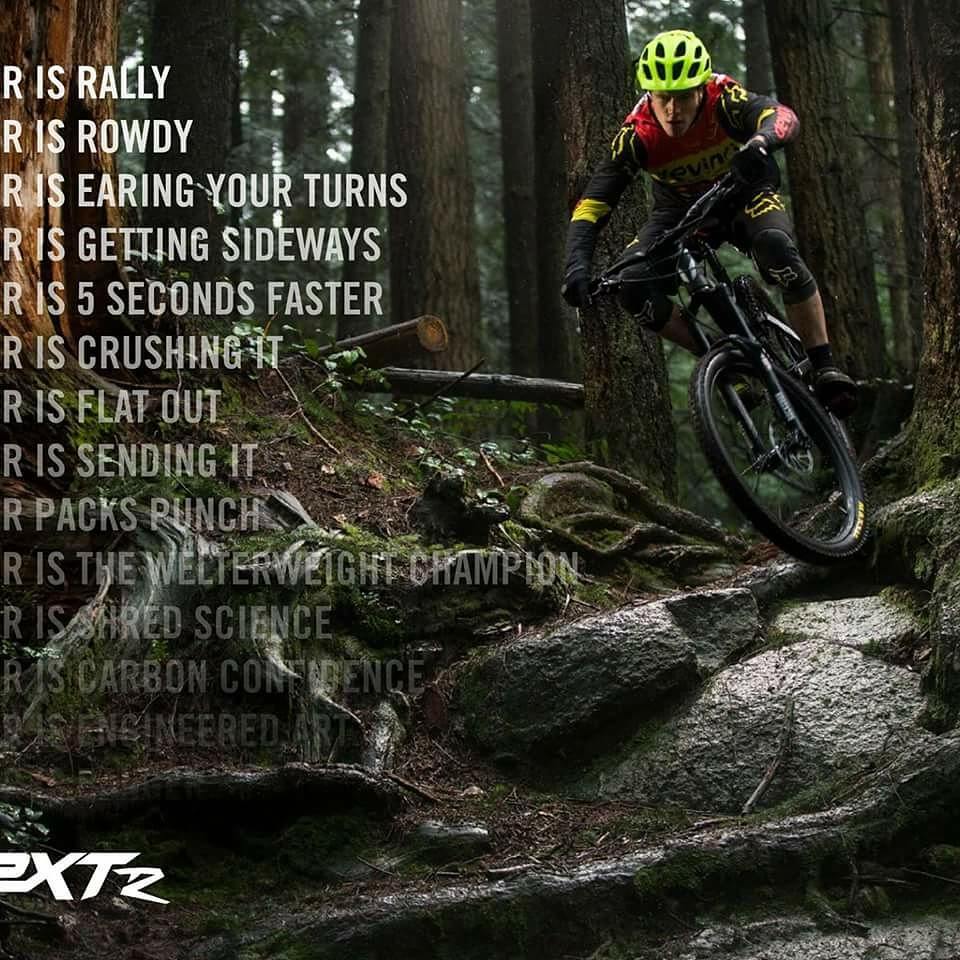 R IS RALLY
R IS ROWDY
R IS EARING YOUR TURNS
R IS GETTING SIDEWAYS
R IS 5 SECONDS FASTER
R IS CRUSHING IT
R IS FLAT OUT
R IS SENDING IT
R PACKS PUNCH
R IS THE WELTERWEIGHT CHAMPION
R IS SHRED SCIENCE
R IS CARBON CONFIDENCE
R IS ENGINEERED ART
EXTR
evinc